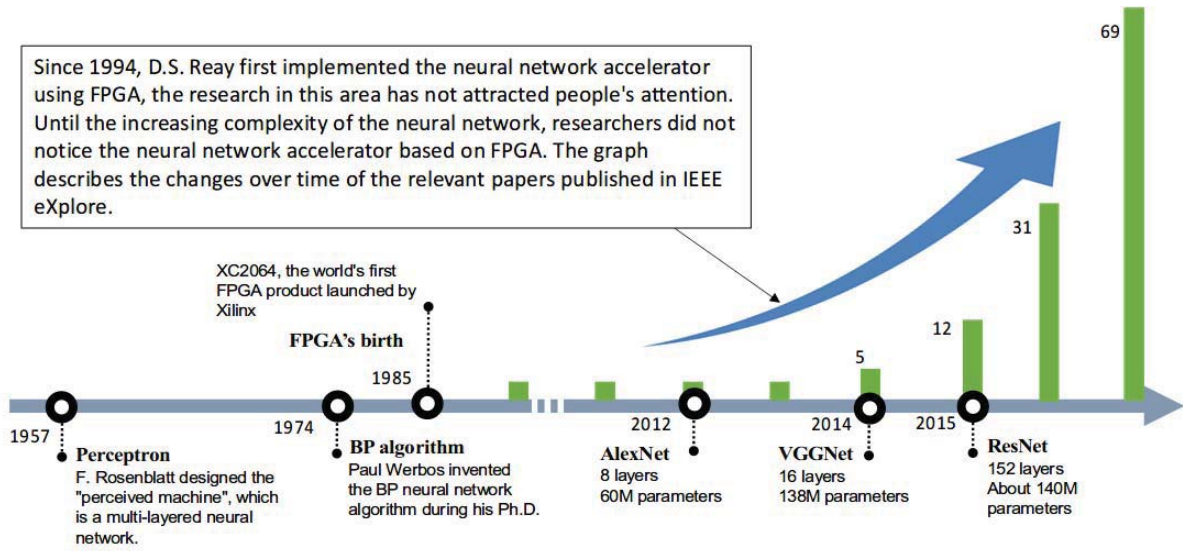 Since 1994, D.S. Reay first implemented the neural network accelerator
using FPGA, the research in this area has not attracted people's attention.
Until the increasing complexity of the neural network, researchers did not
notice the neural network accelerator based on FPGA. The graph
describes the changes over time of the relevant papers published in IEEE
eXplore.
69
31
12
5
XC2064, the world's first
FPGA product launched by
Xilinx
FPGA's birth
1985
1957
Perceptron
F. Rosenblatt designed the
"perceived machine", which
is a multi-layered neural
network.
1974
BP algorithm
Paul Werbos invented
the BP neural network
algorithm during his Ph.D.
2012
AlexNet
8 layers
60M parameters
2014
VGGNet
16 layers
138M parameters
2015
ResNet
152 layers
About 140M
parameters